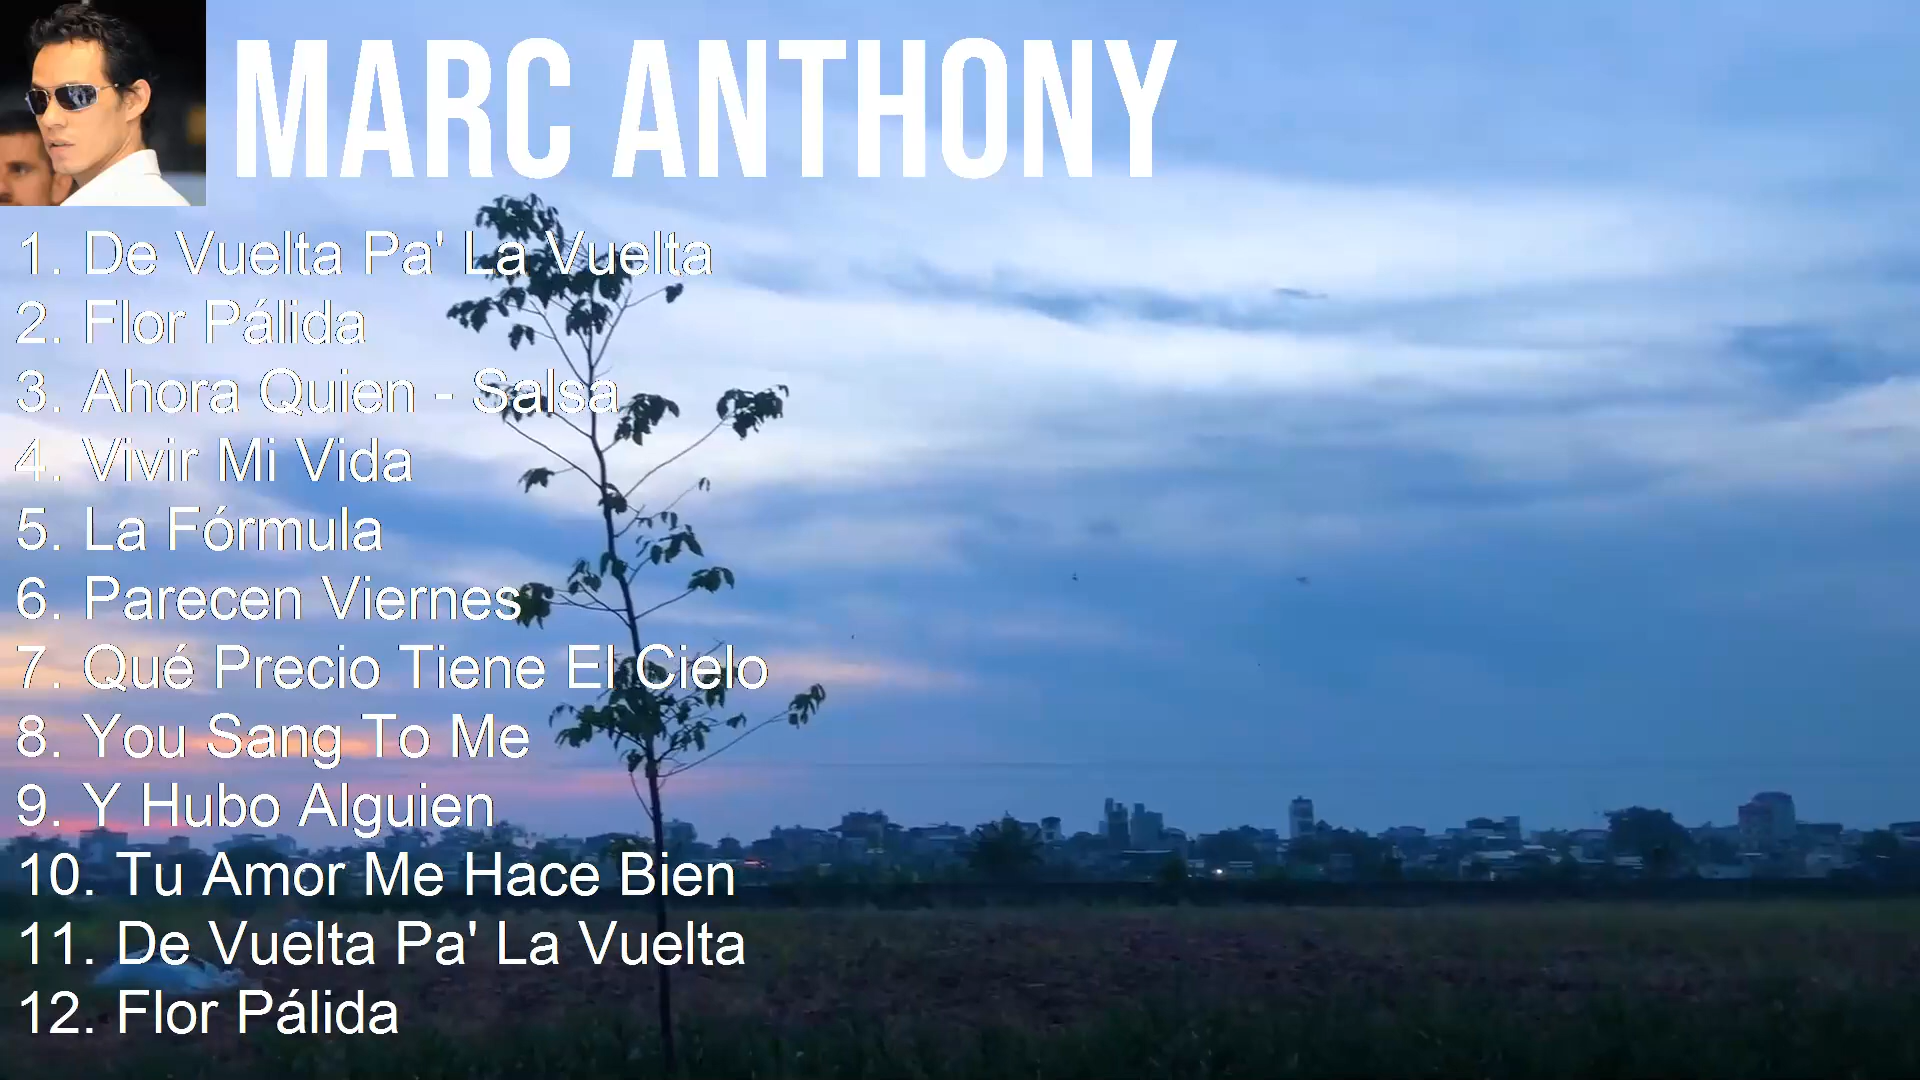 MARC ANTHONY
1. De Vuelta Pa' La Vuelta
2. Flor Pálida
3. Ahora Quien - Salsa
4. Vivir Mi Vida
5. La Fórmula
6. Parecen Viernes
7. Qué Precio Tiene El Cielo
8. You Sang To Me
9. Y Hubo Alguien
10. Tu Amor Me Hace Bien
11. De Vuelta Pa' La Vuelta
12. Flor Pálida